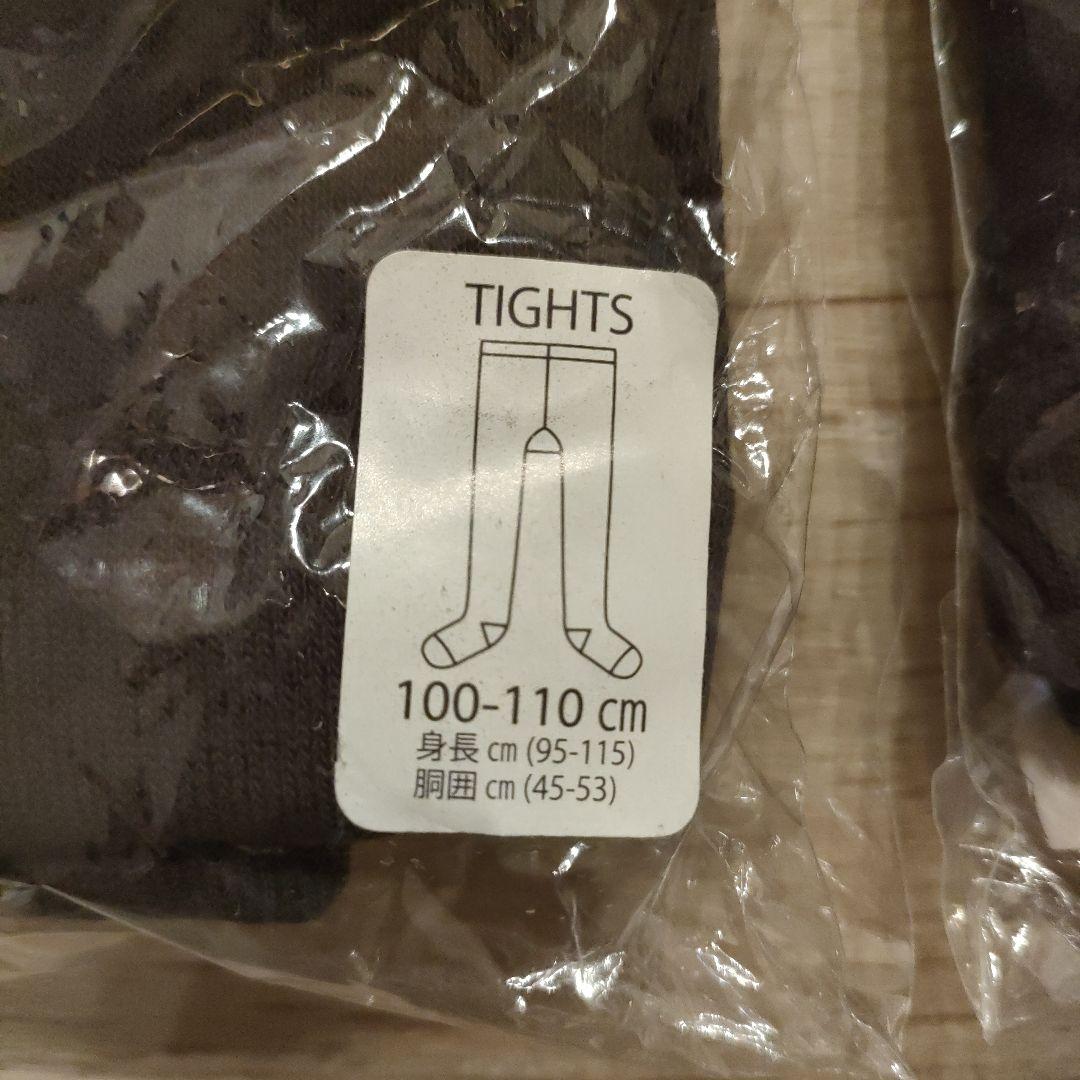 TIGHTS
100-110 cm
身長 cm (95-115)
胴囲 cm (45-53)